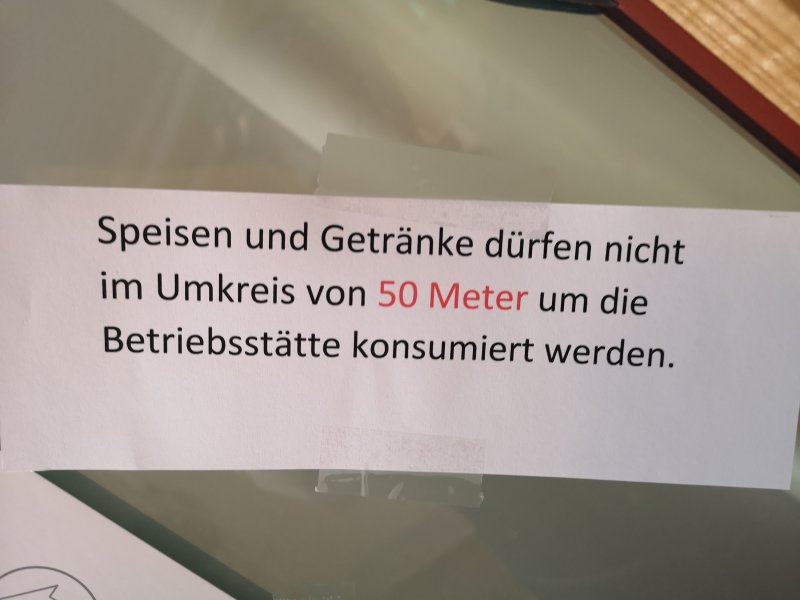 Speisen und Getränke dürfen nicht
im Umkreis von 50 Meter um die
Betriebsstätte konsumiert werden.